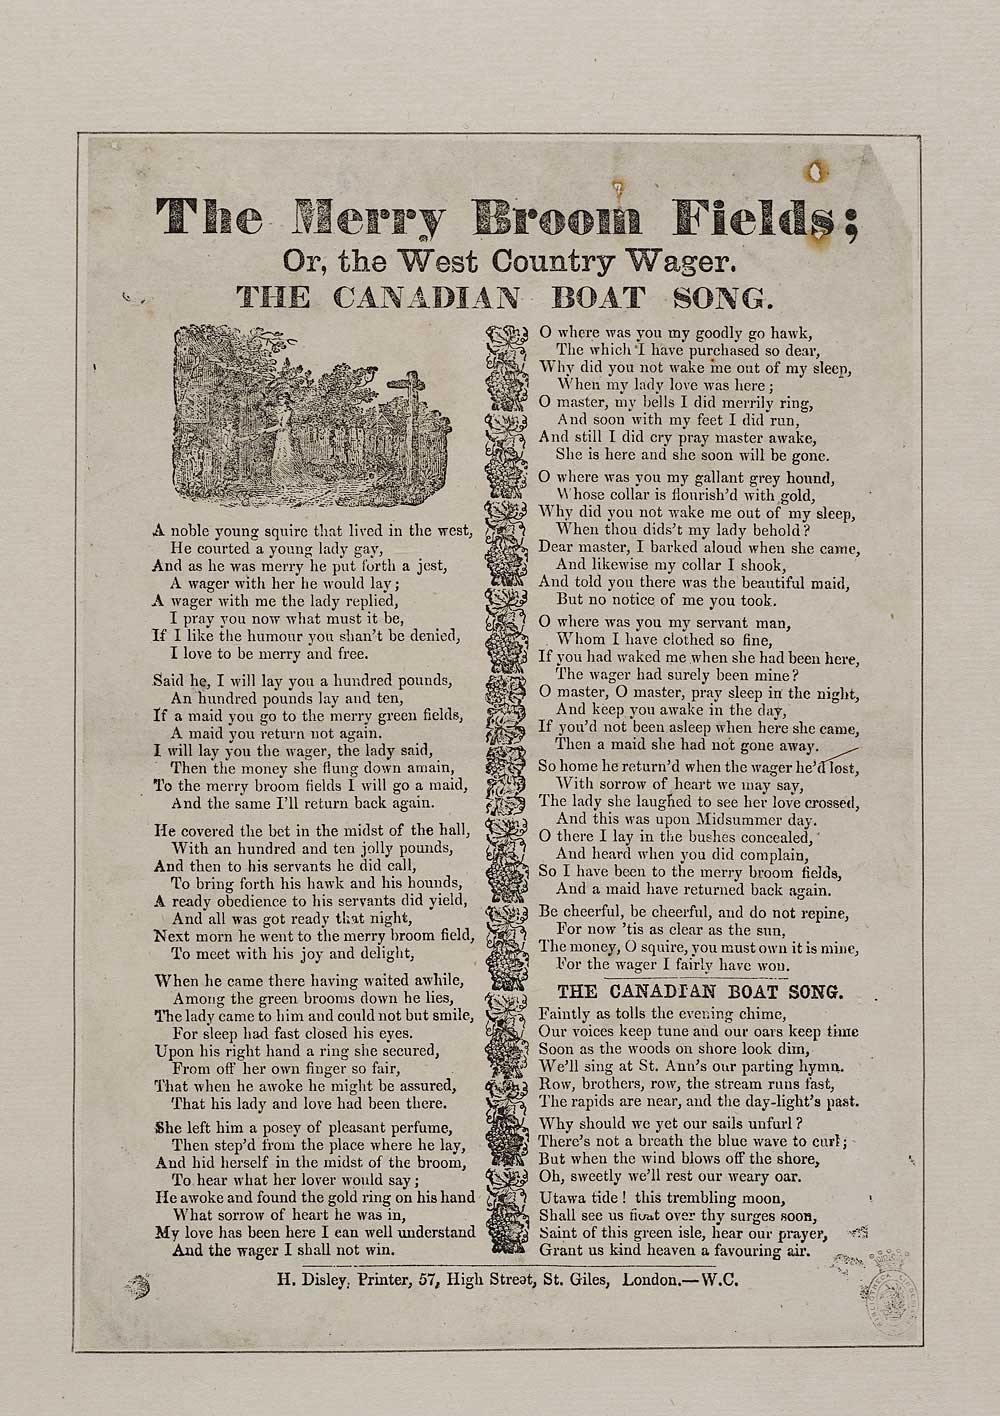 The Merry Broom Fields;
Or, the West Country Wager.
THE CANADIAN BOAT SONG.
A noble young squire that lived in the west,
He courted a young lady gay,
And as he was merry he put forth a jest,
A wager with her he would lay;
A wager with me the lady replied,
I pray you now what must it be,
If I like the humour you shan't be denied,
I love to be merry and free.
Said he, I will lay you a hundred pounds,
An hundred pounds lay and ten,
If a maid you go to the merry green fields,
A maid you return not again.
I will lay you the wager, the lady said,
Then the money she flung down amain,
To the merry broom fields I will go a maid,
And the same I'll return back again.
He covered the bet in the midst of the hall,
With an hundred and ten jolly pounds,
And then to his servants he did call,
To bring forth his hawk and his hounds,
A ready obedience to his servants did yield,
And all was got ready that night,
Next morn he went to the merry broom field,
To meet with his joy and delight,
When he came there having waited awhile,
Among the green brooms down he lies,
The lady came to him and could not but smile,
For sleep had fast closed his eyes.
Upon his right hand a ring she secured,
From off her own finger so fair,
That when he awoke he might be assured,
That his lady and love had been there.
She left him a posey of pleasant perfume,
Then step'd from the place where he lay,
And hid herself in the midst of the broom,
To hear what her lover would say;
He awoke and found the gold ring on his hand
What sorrow of heart he was in,
My love has been here I ean well understand
And the wager I shall not win.
O where was you my goodly go hawk,
The which I have purchased so dear,
Why did you not wake me out of my sleep,
When my lady love was here;
O master, my bells I did merrily ring,
And soon with my feet I did run,
And still I did cry pray master awake,
She is here and she soon will be gone.
O where was you my gallant grey hound,
Whose collar is flourish'd with gold,
Why did you not wake me out of my sleep,
When thou dids't my lady behold?
Dear master, I barked aloud when she came,
And likewise my collar I shook,
And told you there was the beautiful maid,
But no notice of me you took.
O where was you my servant man,
Whom I have clothed so fine,
If you had waked me when she had been here,
The wager had surely been mine?
O master, O master, pray sleep in the night,
And keep you awake in the day,
If you'd not been asleep when here she came,
Then a maid she had not gone away.
So home he return'd when the wager he'd lost,
With sorrow of heart we may say,
The lady she laughed to see her love crossed,
And this was upon Midsummer day.
O there I lay in the bushes concealed,
And heard when you did complain,
So I have been to the merry broom fields,
And a maid have returned back again.
Be cheerful, be cheerful, and do not repine,
For now 'tis as clear as the sun,
The money, O squire, you must own it is mine,
For the wager I fairly have won.
THE CANADIAN BOAT SONG.
Faintly as tolls the evening chime,
Our voices keep tune and our oars keep time
Soon as the woods on shore look dim,
We'll sing at St. Ann's our parting hymn.
Row, brothers, row, the stream runs fast,
The rapids are near, and the day-light's past.
Why should we yet our sails unfurl?
There's not a breath the blue wave to curl;
But when the wind blows off the shore,
Oh, sweetly we'll rest our weary oar.
Utawa tide! this trembling moon,
Shall see us float over thy surges soon,
Saint of this green isle, hear our prayer,
Grant us kind heaven a favouring air.
H. Disley, Printer, 57, High Street, St. Giles, London.—W.C.